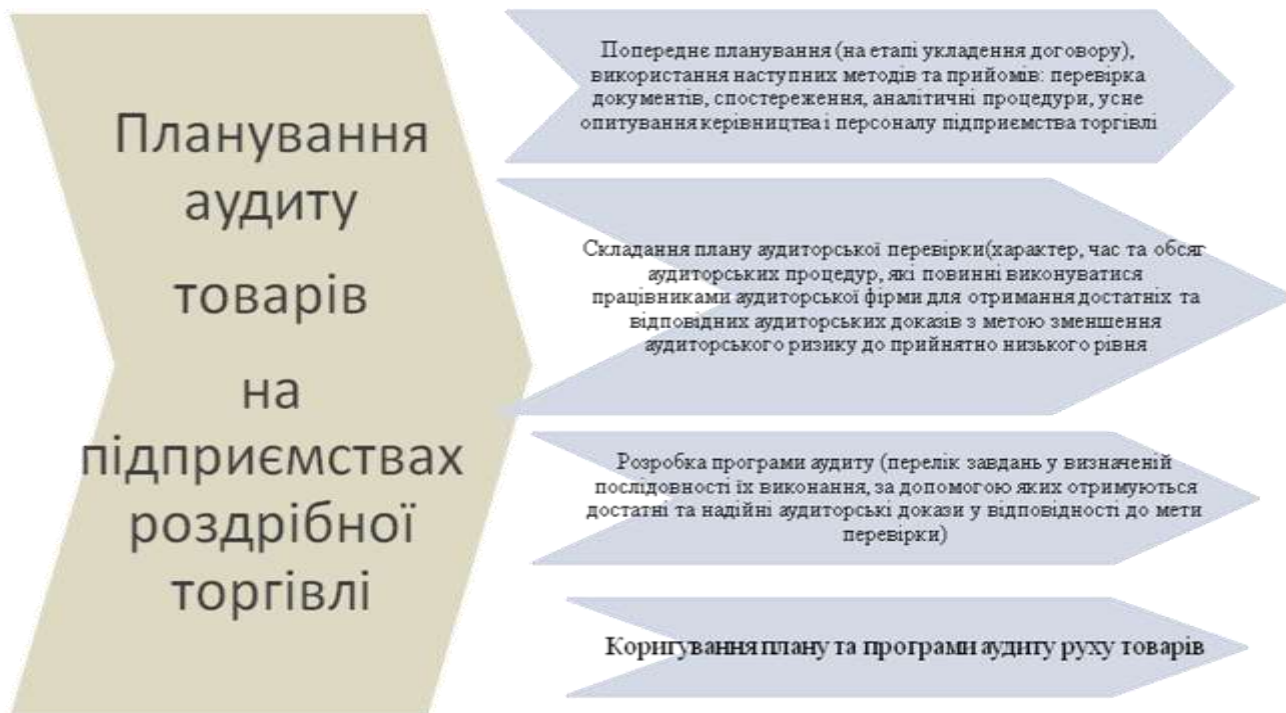 Планування
аудиту
товарів
на
підприємствах
роздрібної
торгівлі
Попереднє планування (на етапі укладення договору),
використання наступних методів та прийомів: перевірка
документів, спостереження, аналітичні процедури, усне
опитування керівництва і персоналу підприємства торгівлі
Складання плану аудиторської перевірки(характер, час та обсяг
аудиторських процедур, які повинні виконуватися
працівниками аудиторської фірми для отримання достатніх та
відповідних аудиторських доказів з метою зменшення
аудиторського ризику до прийнятно низького рівня
Розробка програми аудиту (перелік завдань у визначеній
послідовності їх виконання, за допомогою яких отримуються
достатні та надійні аудиторські докази у відповідності до мети
перевірки)
Коригування плану та програми аудиту руху товарів